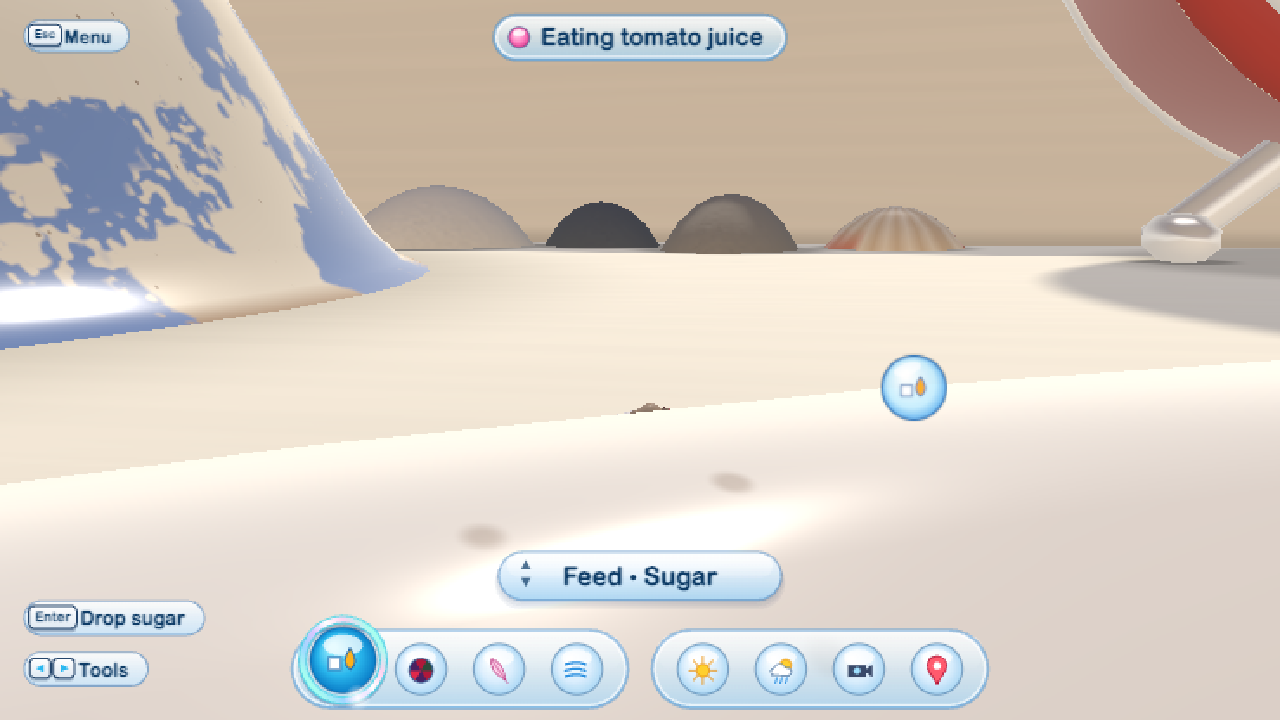 Esc Menu
Eating tomato juice
Feed • Sugar
Enter Drop sugar
Tools